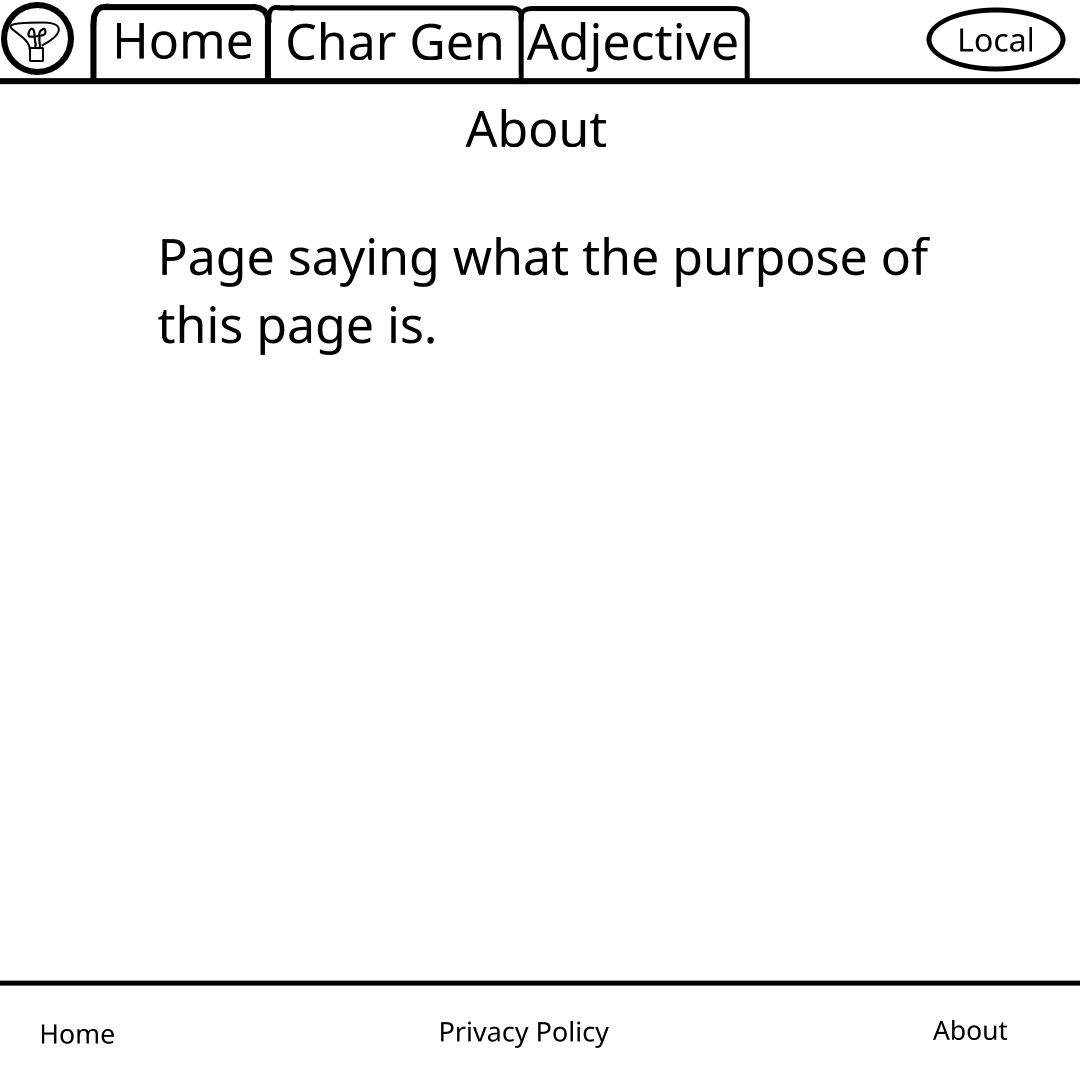 Home Char Gen Adjective Local
About
Page saying what the purpose of
this page is.
Home Privacy Policy About